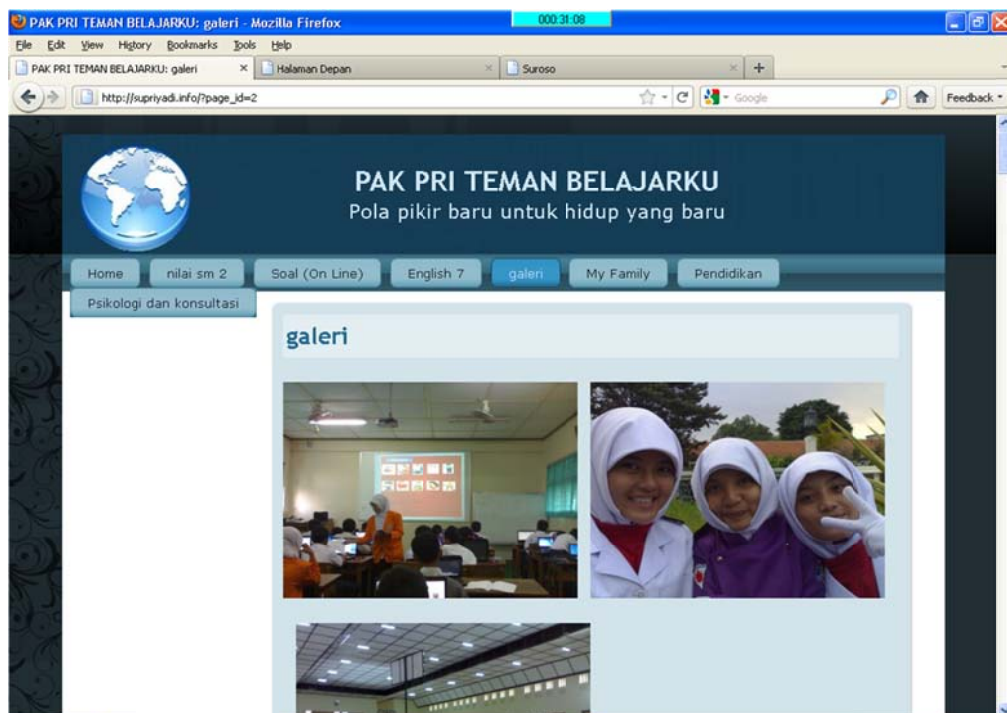 PAK PRI TEMAN BELAJARKU: galeri - Mozilla Firefox
000:31:08
File Edit View History Bookmarks Tools Help
PAK PRI TEMAN BELAJARKU: galeri
Halaman Depan
Suroso
http://supriyadi.info/?page_id=2
Google
Feedback
PAK PRI TEMAN BELAJARKU
Pola pikir baru untuk hidup yang baru
Home nilai sm 2 Soal (On Line) English 7 galeri My Family Pendidikan
Psikologi dan konsultasi
galeri